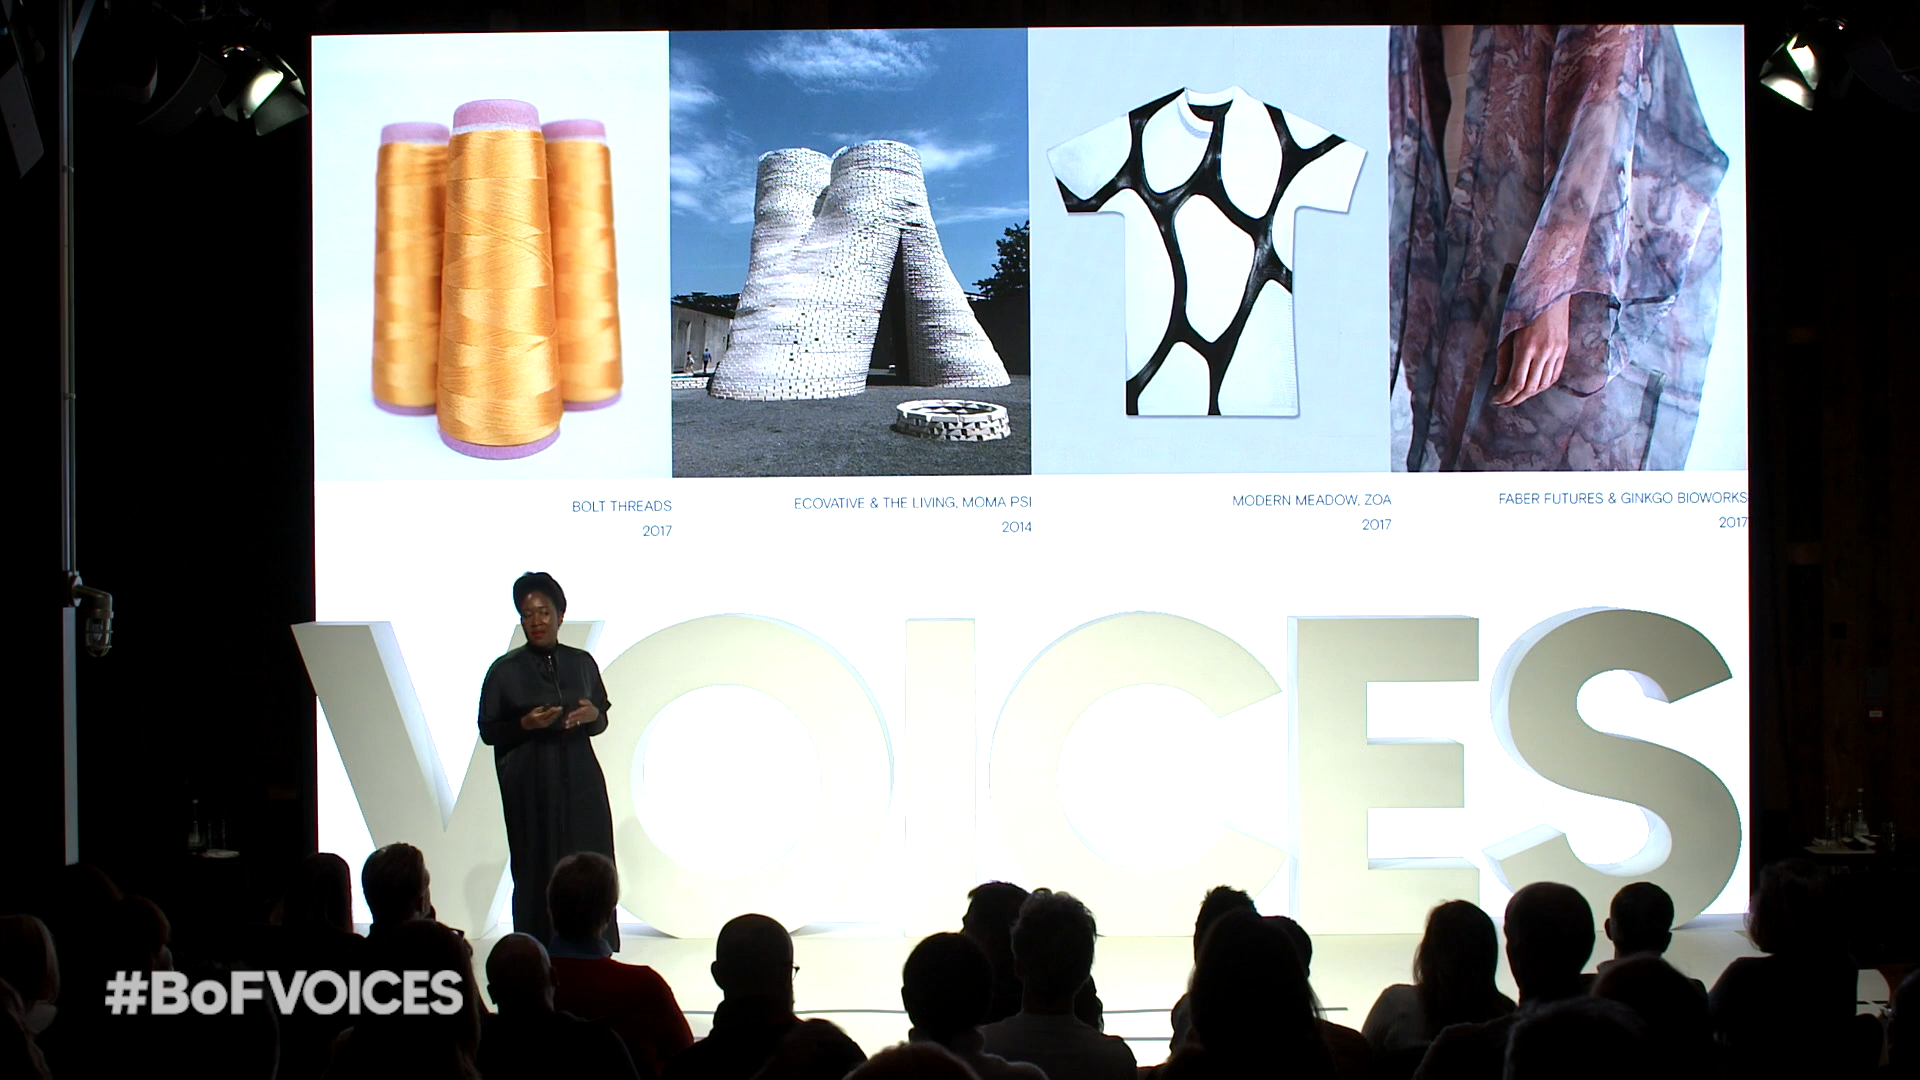 BOLT THREADS
2017
ECOVATIVE & THE LIVING, MOMA PS1
2014
MODERN MEADOW, ZOA
2017
FABER FUTURES & GINKGO BIOWORKS
2017
VOICES
#BoFVOICES